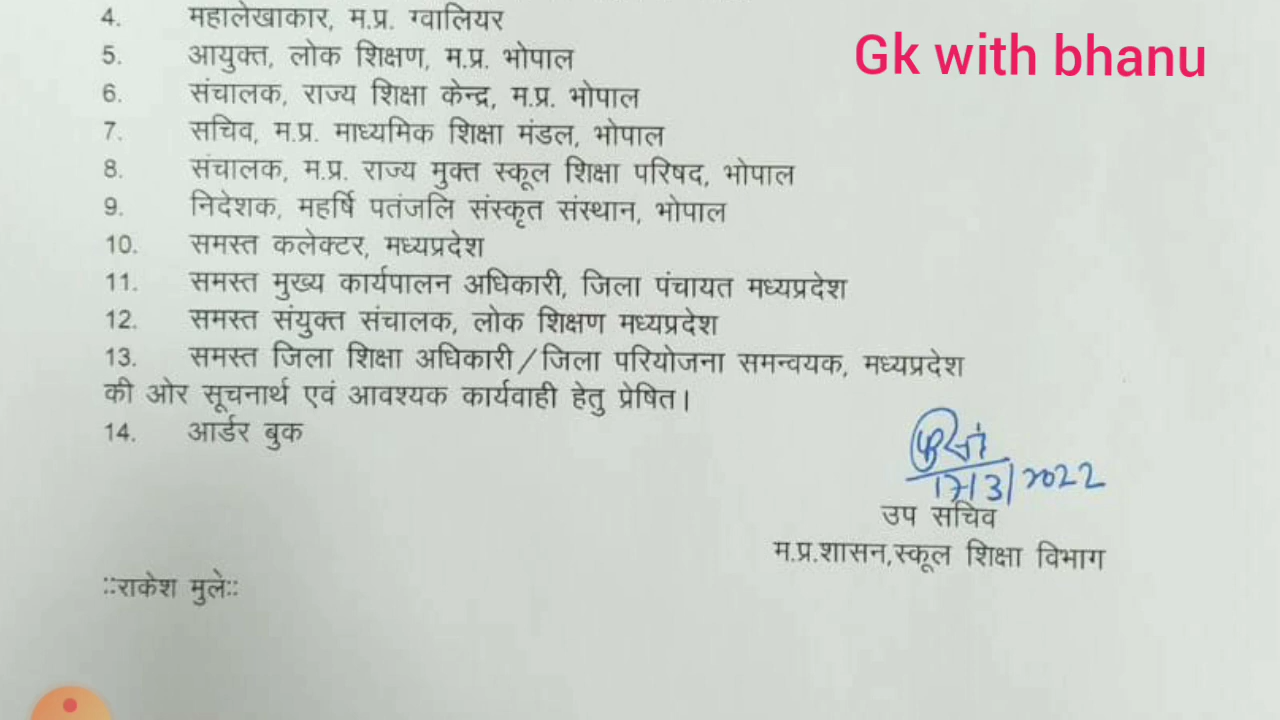 4. महालेखाकार, म.प्र. ग्वालियर
Gk with bhanu
5. आयुक्त, लोक शिक्षण, म.प्र. भोपाल
6. संचालक, राज्य शिक्षा केन्द्र, म.प्र. भोपाल
7. सचिव, म.प्र. माध्यमिक शिक्षा मंडल, भोपाल
8. संचालक, म.प्र. राज्य मुक्त स्कूल शिक्षा परिषद, भोपाल
9. निदेशक, महर्षि पतंजलि संस्कृत संस्थान, भोपाल
10. समस्त कलेक्टर, मध्यप्रदेश
11. समस्त मुख्य कार्यपालन अधिकारी, जिला पंचायत मध्यप्रदेश
12. समस्त संयुक्त संचालक, लोक शिक्षण मध्यप्रदेश
13. समस्त जिला शिक्षा अधिकारी/जिला परियोजना समन्वयक, मध्यप्रदेश
की ओर सूचनार्थ एवं आवश्यक कार्यवाही हेतु प्रेषित।
14. आर्डर बुक
17/3/2022
उप सचिव
म.प्र.शासन,स्कूल शिक्षा विभाग
::राकेश मुले::